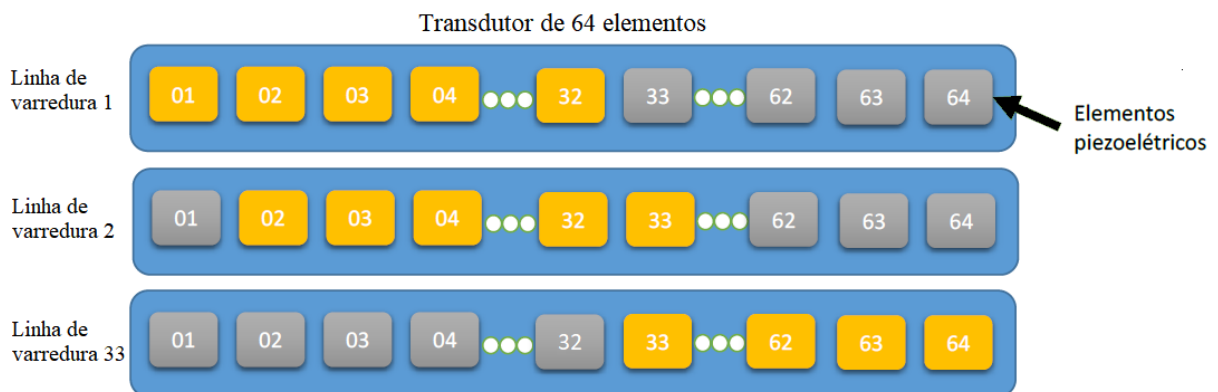 Transdutor de 64 elementos
Linha de
varredura 1
01 02 03 04 32 33 62 63 64
Elementos
piezoelétricos
Linha de
varredura 2
01 02 03 04 32 33 62 63 64
Linha de
varredura 33
01 02 03 04 32 33 62 63 64